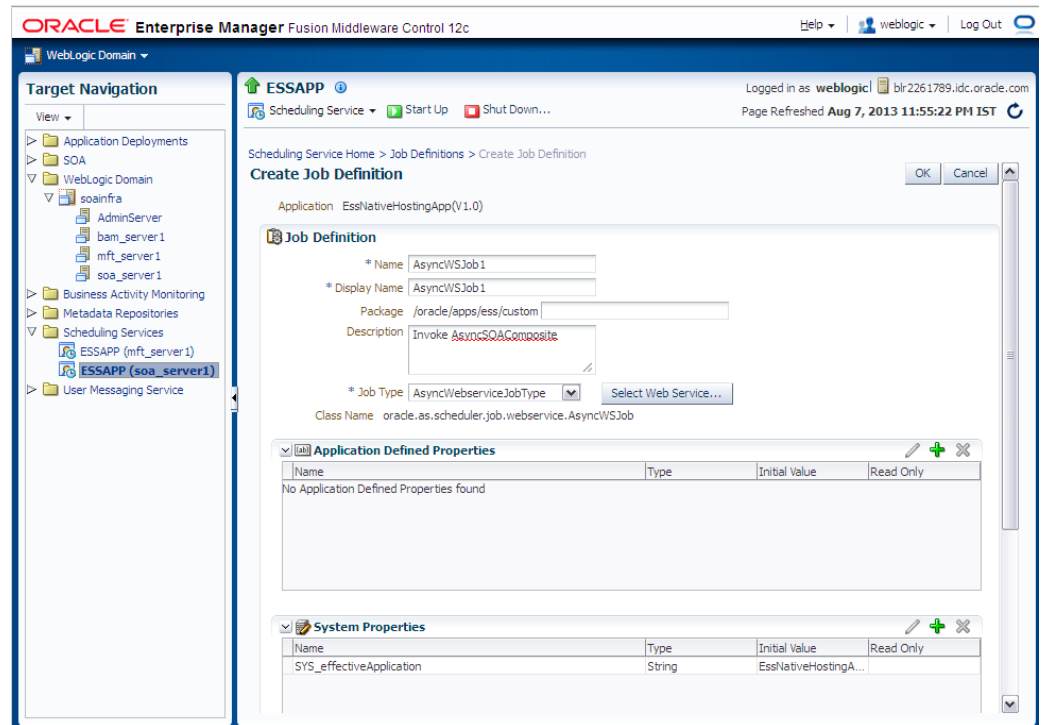 ORACLE Enterprise Manager Fusion Middleware Control 12c
Help weblogic Log Out
WebLogic Domain
Target Navigation
View
Application Deployments
SOA
WebLogic Domain
soainfra
AdminServer
bam_server1
mft_server1
soa_server1
Business Activity Monitoring
Metadata Repositories
Scheduling Services
ESSAPP (mft_server1)
ESSAPP (soa_server1)
User Messaging Service
ESSAPP
Logged in as weblogic blr2261789.idc.oracle.com
Scheduling Service Start Up Shut Down...
Page Refreshed Aug 7, 2013 11:55:22 PM IST
Scheduling Service Home > Job Definitions > Create Job Definition
Create Job Definition
OK Cancel
Application EssNativeHostingApp(V1.0)
Job Definition
* Name AsyncWSJob1
* Display Name AsyncWSJob1
Package /oracle/apps/ess/custom
Description Invoke AsyncSOAComposite
* Job Type AsyncWebserviceJobType Select Web Service...
Class Name oracle.as.scheduler.job.webservice.AsyncWSJob
Application Defined Properties
Name Type Initial Value Read Only
No Application Defined Properties found
System Properties
Name Type Initial Value Read Only
SYS_effectiveApplication String EssNativeHostingA...